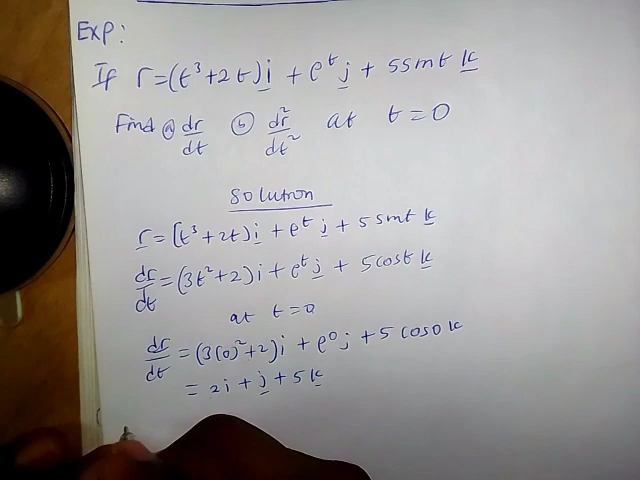 Exp:
If r=(t³+2t)i + e^t j + 5sint k
Find ⓐ dr/dt ⓑ d²r/dt² at t=0
Solution
r=(t³+2t)i + e^t j + 5sint k
dr/dt=(3t²+2)i + e^t j + 5cost k
at t=0
dr/dt = (3(0)²+2)i + e⁰j + 5cos0 k
= 2i + j + 5k